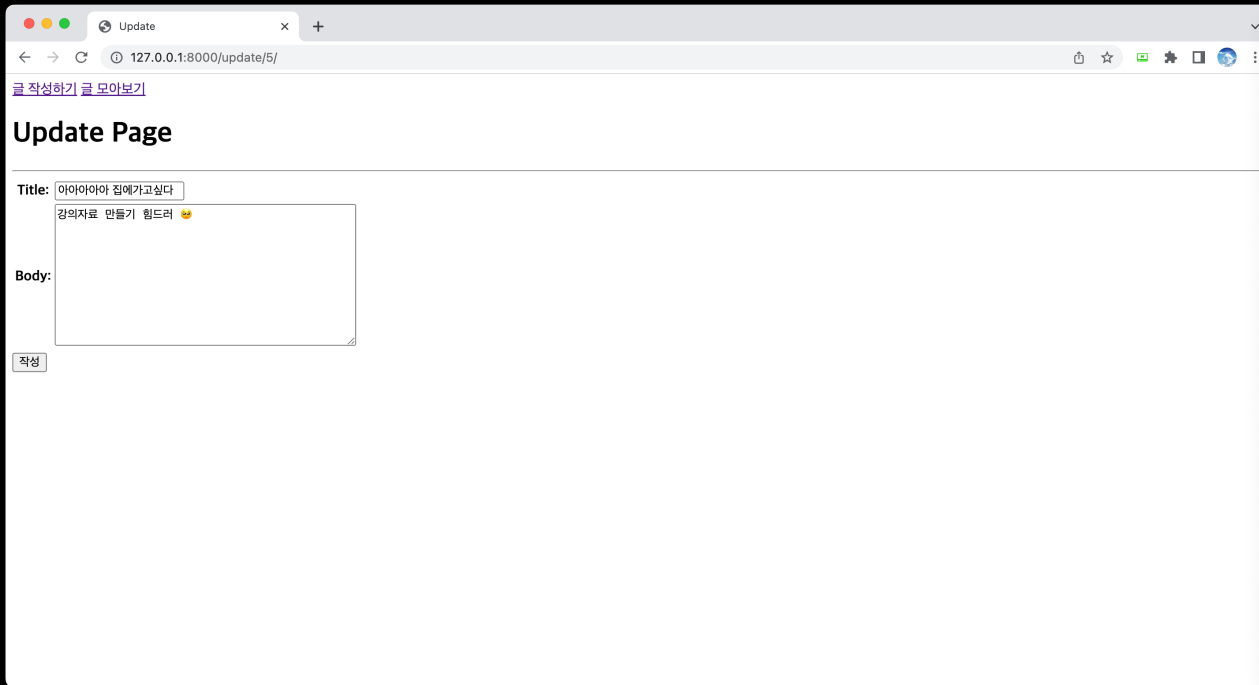 Update
127.0.0.1:8000/update/5/
글 작성하기 글 모아보기
Update Page
Title: 아아아아아 집에가고싶다
Body: 강의자료 만들기 힘드러 🥺
작성